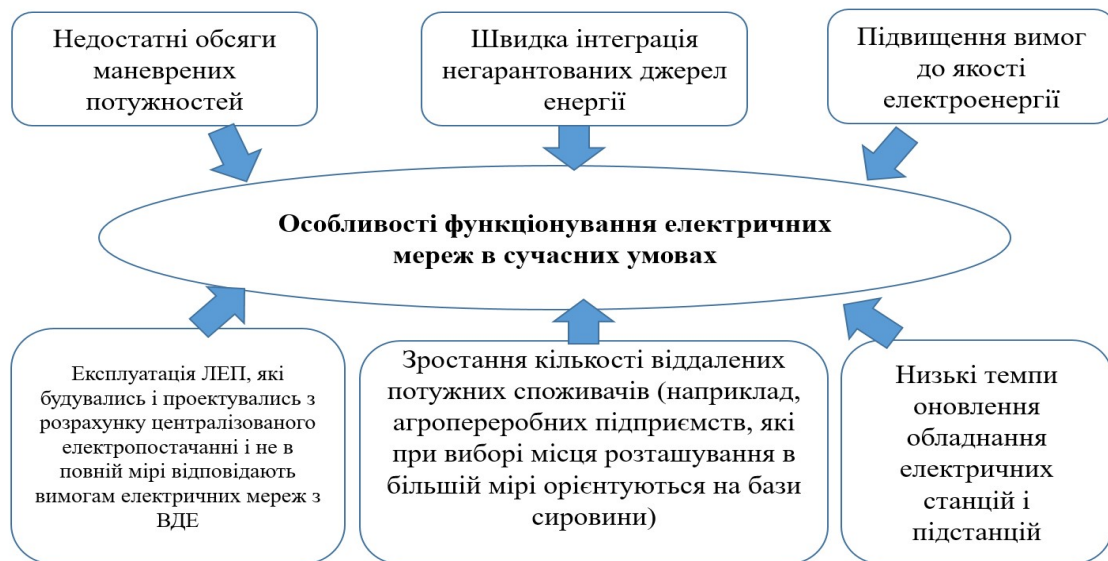 Недостатні обсяги
маневрених
потужностей
Швидка інтеграція
негарантованих джерел
енергії
Підвищення вимог
до якості
електроенергії
Особливості функціонування електричних
мереж в сучасних умовах
Експлуатація ЛЕП, які
будувались і проектувались з
розрахунку централізованого
електропостачанні і не в
повній мірі відповідають
вимогам електричних мереж з
ВДЕ
Зростання кількості віддалених
потужних споживачів (наприклад,
агропереробних підприємств, які
при виборі місця розташування в
більшій мірі орієнтуються на бази
сировини)
Низькі темпи
оновлення
обладнання
електричних
станцій і
підстанцій